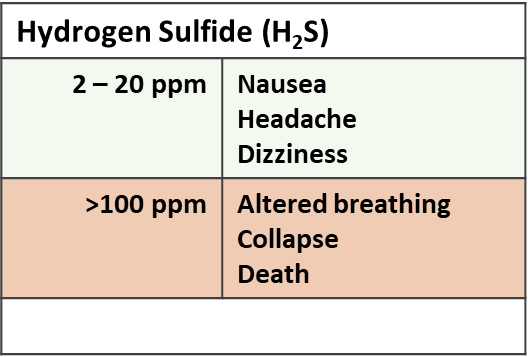 Hydrogen Sulfide (H₂S)
2 – 20 ppm Nausea
Headache
Dizziness
>100 ppm Altered breathing
Collapse
Death